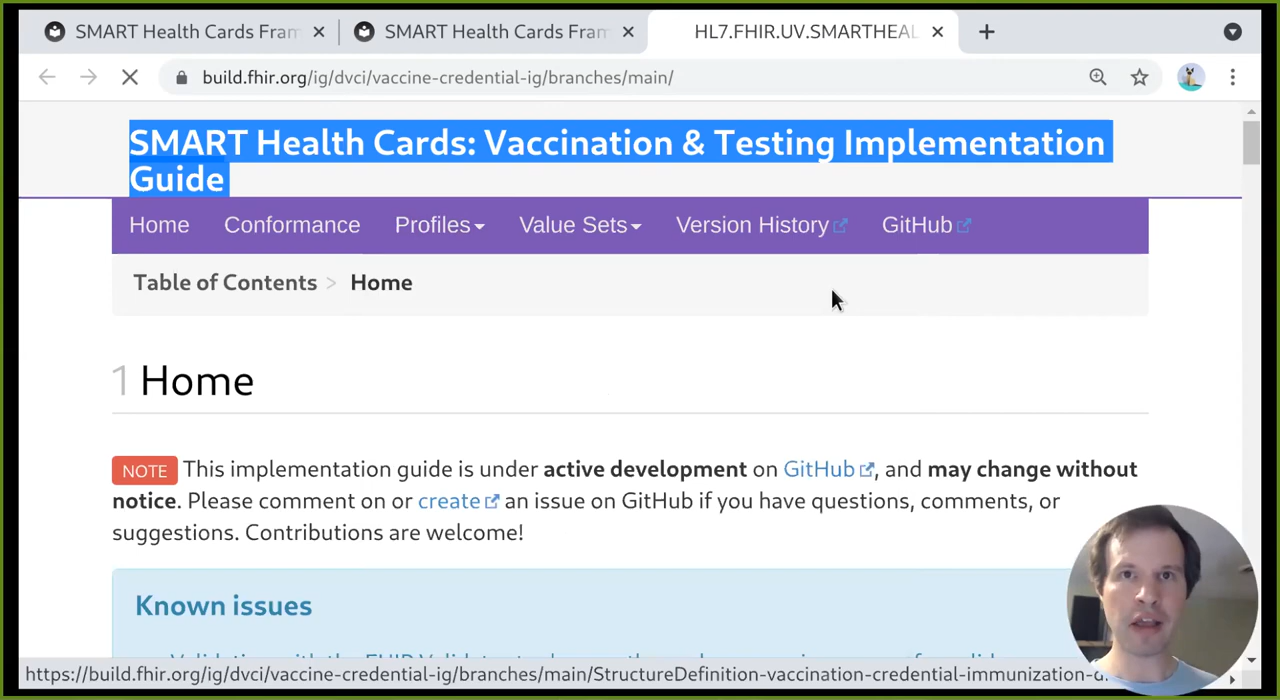 SMART Health Cards Fram
SMART Health Cards Fram
HL7.FHIR.UV.SMARTHEAL
build.fhir.org/ig/dvci/vaccine-credential-ig/branches/main/
SMART Health Cards: Vaccination & Testing Implementation
Guide
Home Conformance Profiles Value Sets Version History GitHub
Table of Contents > Home
1 Home
NOTE This implementation guide is under active development on GitHub, and may change without
notice. Please comment on or create an issue on GitHub if you have questions, comments, or
suggestions. Contributions are welcome!
Known issues
https://build.fhir.org/ig/dvci/vaccine-credential-ig/branches/main/StructureDefinition-vaccination-credential-immunization-d